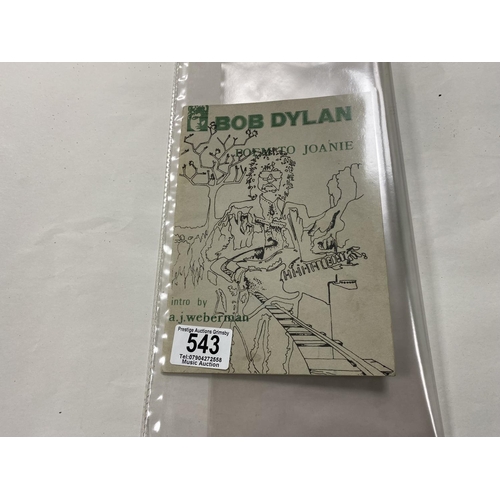 BOB DYLAN
POEM TO JOANIE
intro by
a.j.weberman
Prestige Auctions Grimsby
543
Tel:07904272558
Music Auction